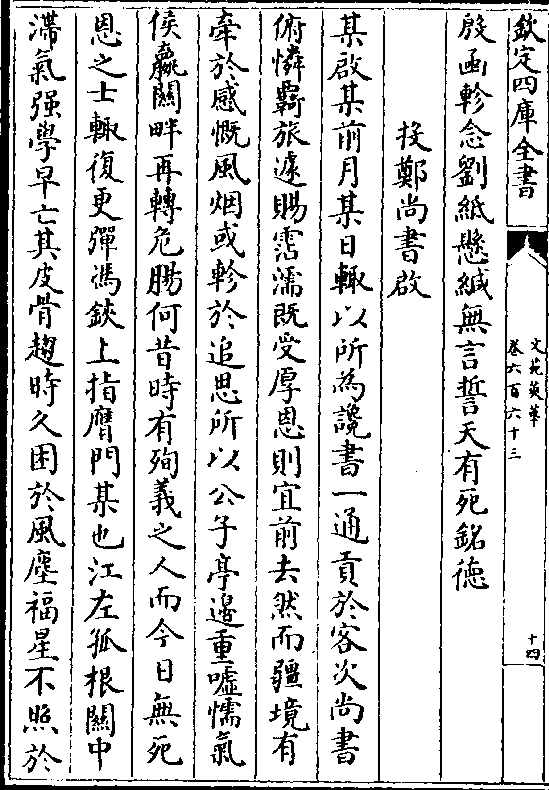 欽定四庫全書
文苑英華
卷六百六十三
十四
殷函軫念劉紙懸緘無言誓天有死銘德
投鄭尚書啟
某啟某前月某日輙以所為讒書一通貢於客次尚書
俯憐覊旅遽賜霑濡既受厚恩則宜前去然而疆境有
牽於感慨風烟或軫於追思所以公子亭邊重噓懦氣
侯嬴關畔再轉危腸何昔時有殉義之人而今日無死
恩之士輙復更彈馮鋏上指膺門某也江左孤根關中
滯氣强學早亡其皮骨趨時久困於風塵福星不照於